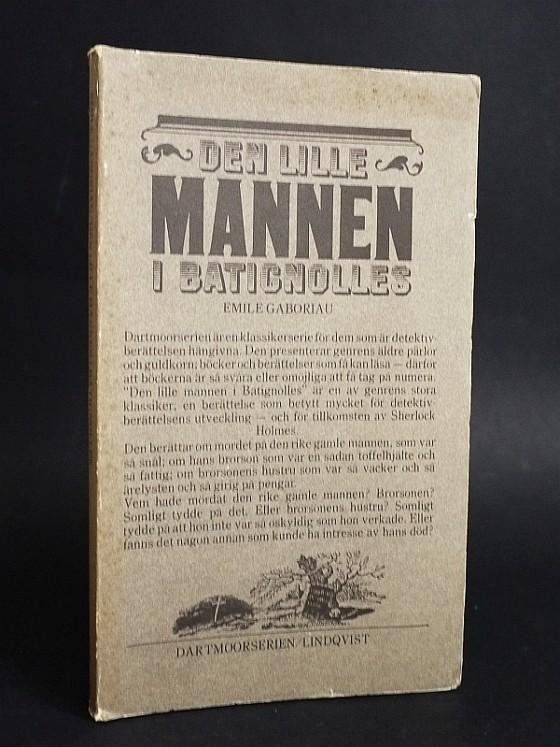 DEN LILLE
MANNEN
I BATIGNOLLES
EMILE GABORIAU
Dartmoorserien är en klassikerserie för dem som är detektiv-
berättelsen hängivna. Den presenterar genrens äldre pärlor
och guldkorn; böcker och berättelser som få kan läsa — därför
att böckerna är så svåra eller omöjliga att få tag på numera.
"Den lille mannen i Batignolles" är en av genrens stora
klassiker, en berättelse som betytt mycket för detektiv-
berättelsens utveckling — och för tillkomsten av Sherlock
Holmes.
Den berättar om mordet på den rike gamle mannen, som var
så snål; om hans brorson som var en sådan toffelhjälte och
så fattig; om brorsonens hustru som var så vacker och så
ärelysten och så girig på pengar.
Vem hade mördat den rike gamle mannen? Brorsonen?
Somligt tydde på det. Eller brorsonens hustru? Somligt
tydde på att hon inte var så oskyldig som hon verkade. Eller
fanns det någon annan som kunde ha intresse av hans död?
DARTMOORSERIEN/LINDQVIST